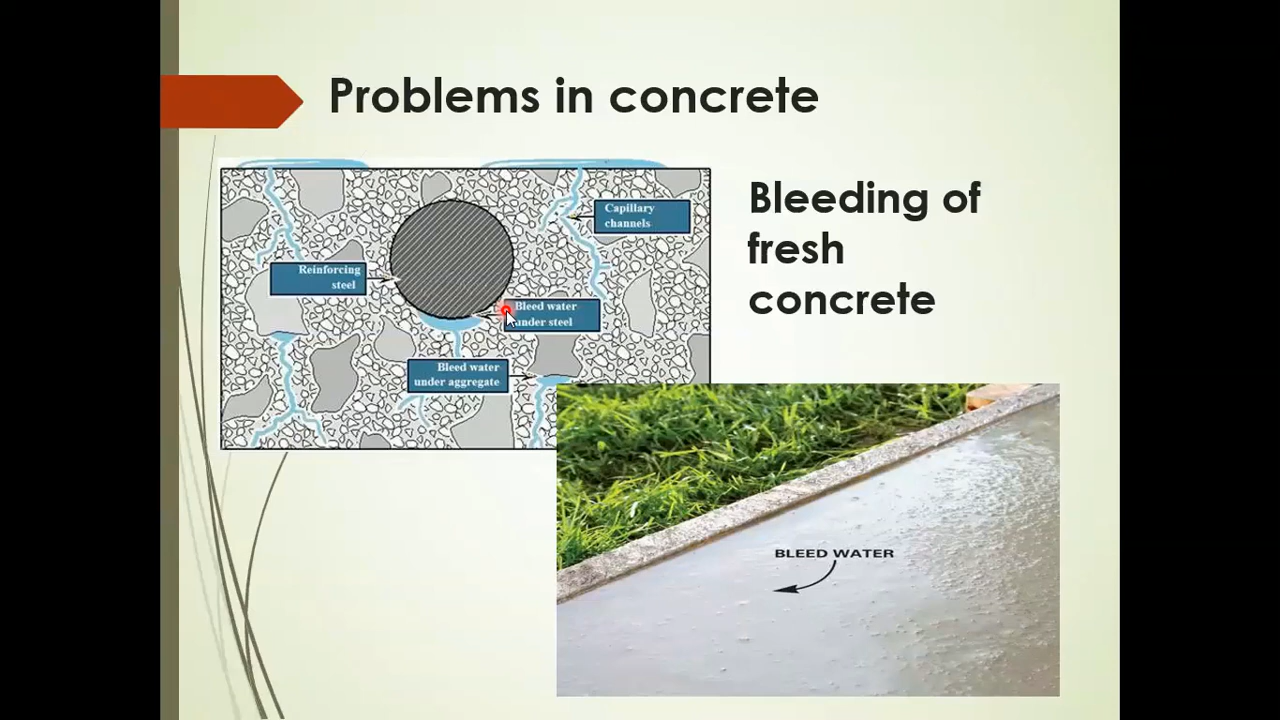 Problems in concrete
Bleeding of
fresh
concrete
Capillary
channels
Reinforcing
steel
Bleed water
under steel
Bleed water
under aggregate
BLEED WATER